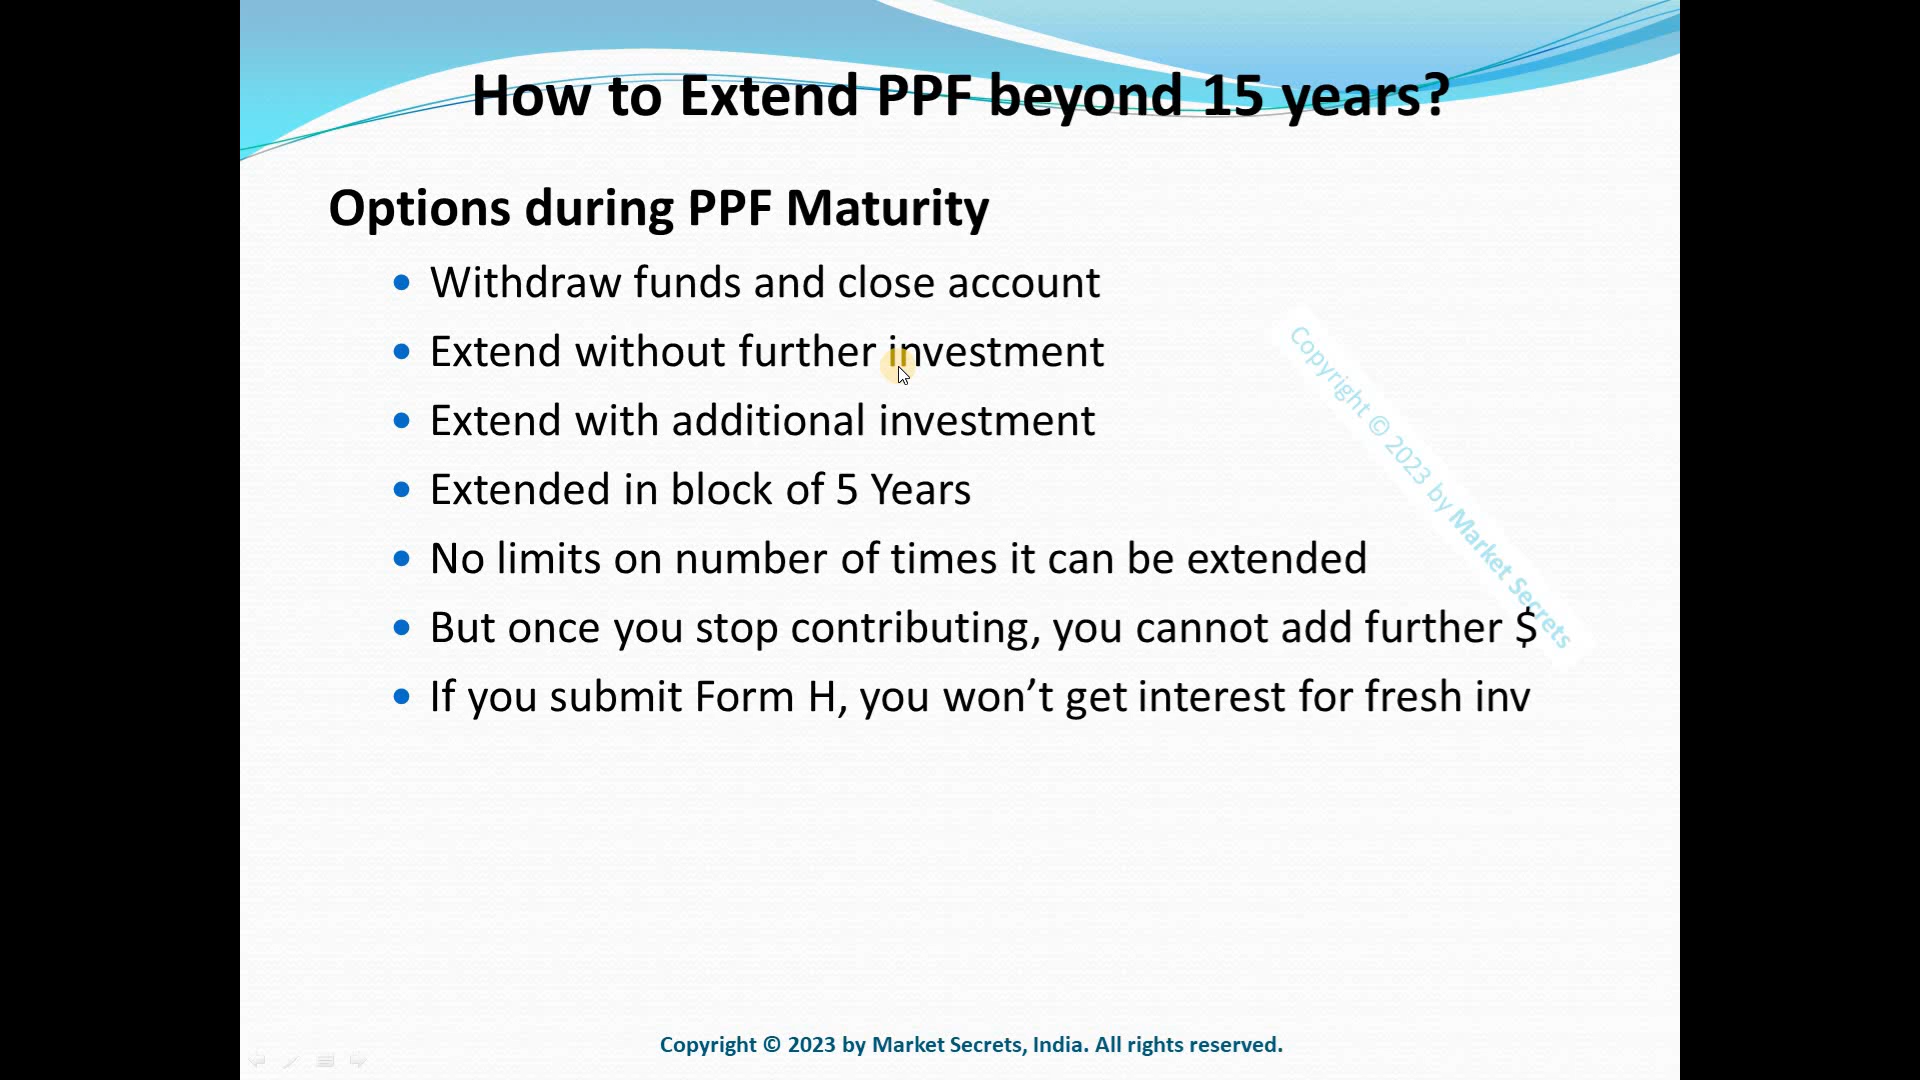 How to Extend PPF beyond 15 years?
Options during PPF Maturity
• Withdraw funds and close account
• Extend without further investment
• Extend with additional investment
• Extended in block of 5 Years
• No limits on number of times it can be extended
• But once you stop contributing, you cannot add further $
• If you submit Form H, you won’t get interest for fresh inv
Copyright © 2023 by Market Secrets
Copyright © 2023 by Market Secrets, India. All rights reserved.